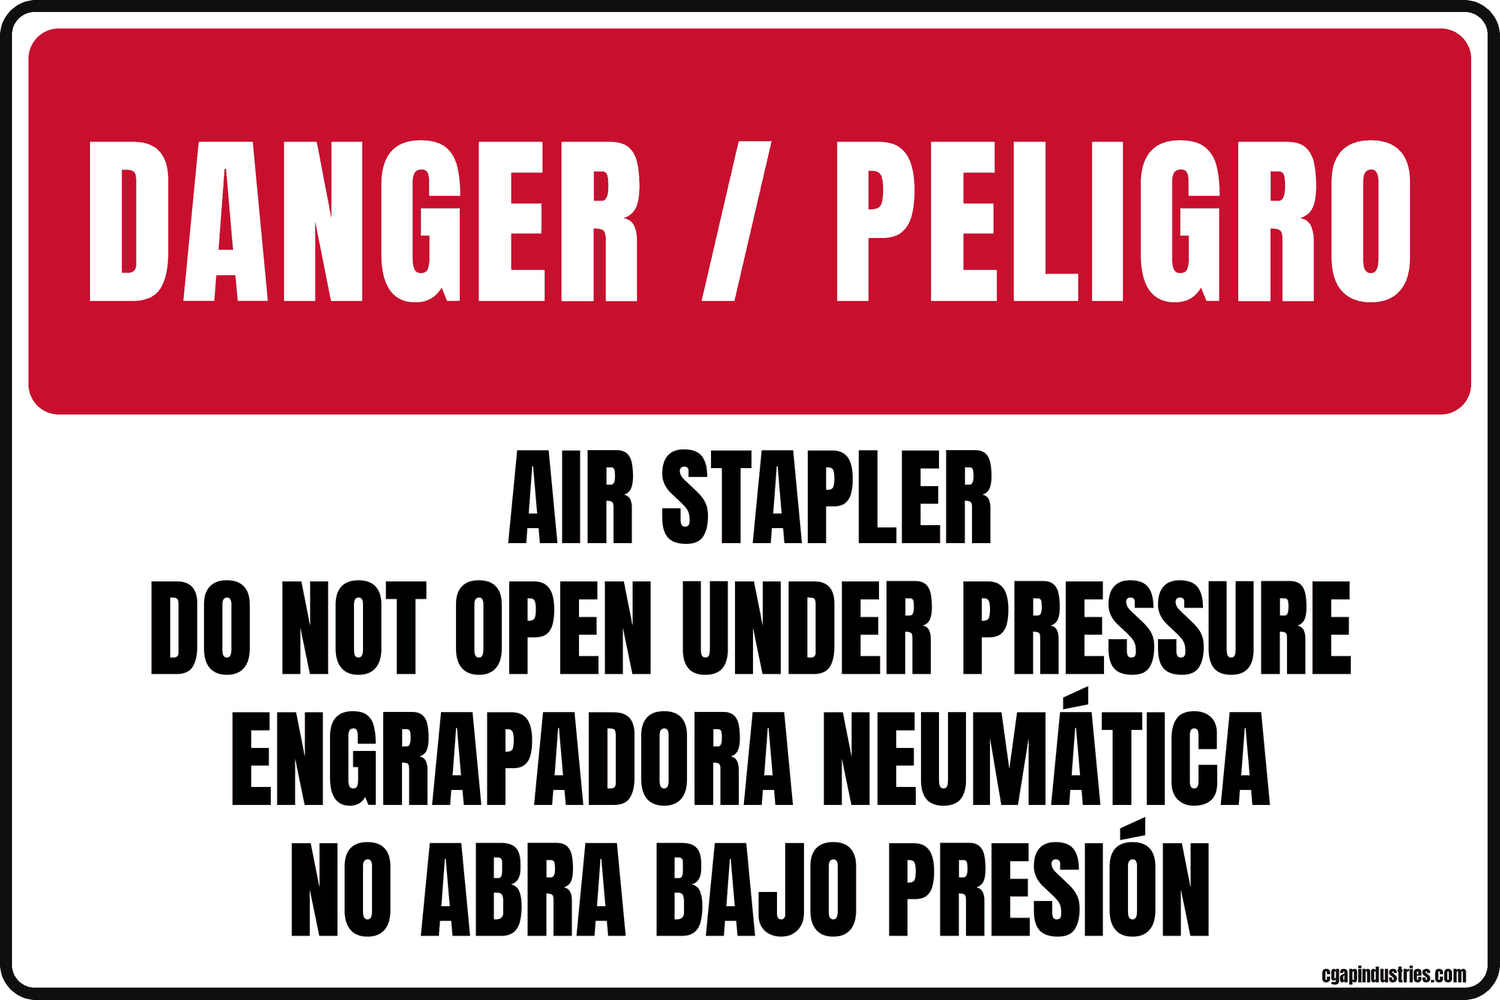 DANGER / PELIGRO
AIR STAPLER
DO NOT OPEN UNDER PRESSURE
ENGRAPADORA NEUMÁTICA
NO ABRA BAJO PRESIÓN
cgapindustries.com